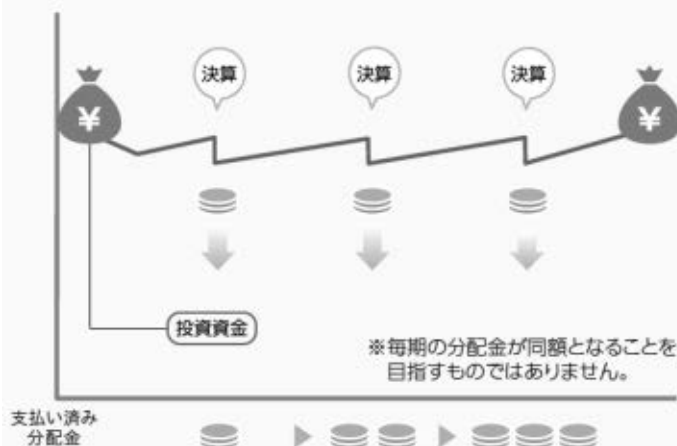 決算
決算
決算
¥
¥
投資資金
※毎期の分配金が同額となることを
目指すものではありません。
支払い済み
分配金